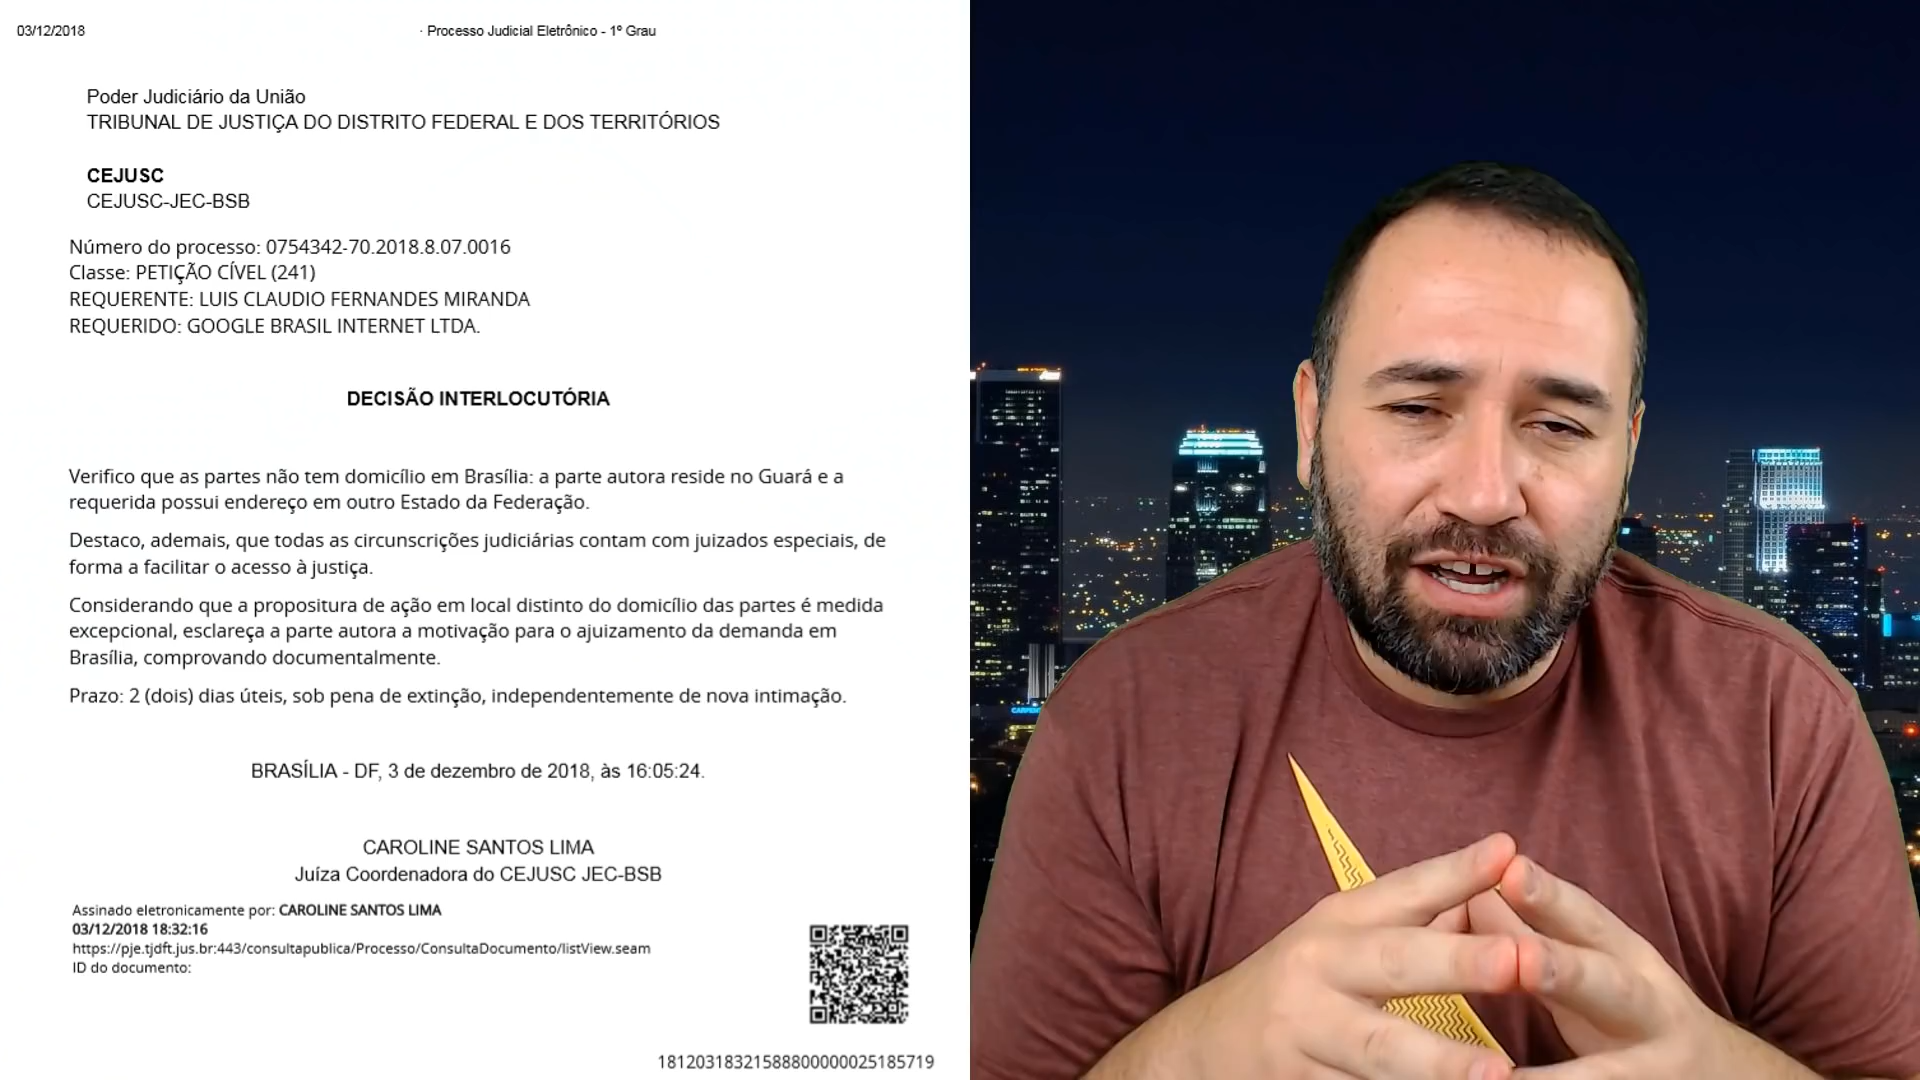 03/12/2018
· Processo Judicial Eletrônico - 1º Grau
Poder Judiciário da União
TRIBUNAL DE JUSTIÇA DO DISTRITO FEDERAL E DOS TERRITÓRIOS
CEJUSC
CEJUSC-JEC-BSB
Número do processo: 0754342-70.2018.8.07.0016
Classe: PETIÇÃO CÍVEL (241)
REQUERENTE: LUIS CLAUDIO FERNANDES MIRANDA
REQUERIDO: GOOGLE BRASIL INTERNET LTDA.
DECISÃO INTERLOCUTÓRIA
Verifico que as partes não tem domicílio em Brasília: a parte autora reside no Guará e a
requerida possui endereço em outro Estado da Federação.
Destaco, ademais, que todas as circunscrições judiciárias contam com juizados especiais, de
forma a facilitar o acesso à justiça.
Considerando que a propositura de ação em local distinto do domicílio das partes é medida
excepcional, esclareça a parte autora a motivação para o ajuizamento da demanda em
Brasília, comprovando documentalmente.
Prazo: 2 (dois) dias úteis, sob pena de extinção, independentemente de nova intimação.
BRASÍLIA - DF, 3 de dezembro de 2018, às 16:05:24.
CAROLINE SANTOS LIMA
Juíza Coordenadora do CEJUSC JEC-BSB
Assinado eletronicamente por: CAROLINE SANTOS LIMA
03/12/2018 18:32:16
https://pje.tjdft.jus.br:443/consultapublica/Processo/ConsultaDocumento/listView.seam
ID do documento:
18120318321588800000025185719